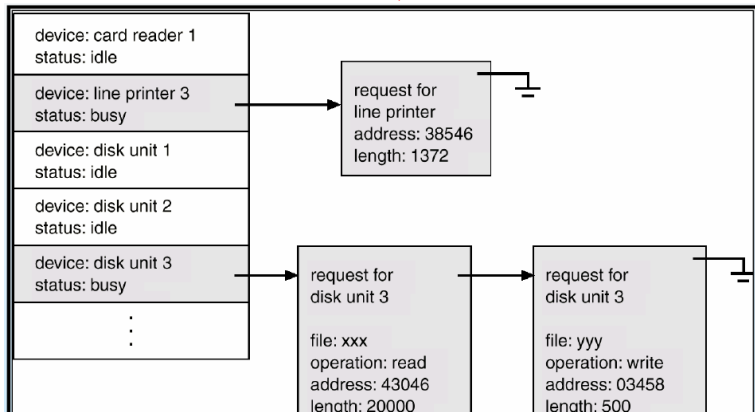 device: card reader 1
status: idle
device: line printer 3
status: busy
device: disk unit 1
status: idle
device: disk unit 2
status: idle
device: disk unit 3
status: busy
request for
line printer
address: 38546
length: 1372
request for
disk unit 3
file: xxx
operation: read
address: 43046
length: 20000
request for
disk unit 3
file: yyy
operation: write
address: 03458
length: 500